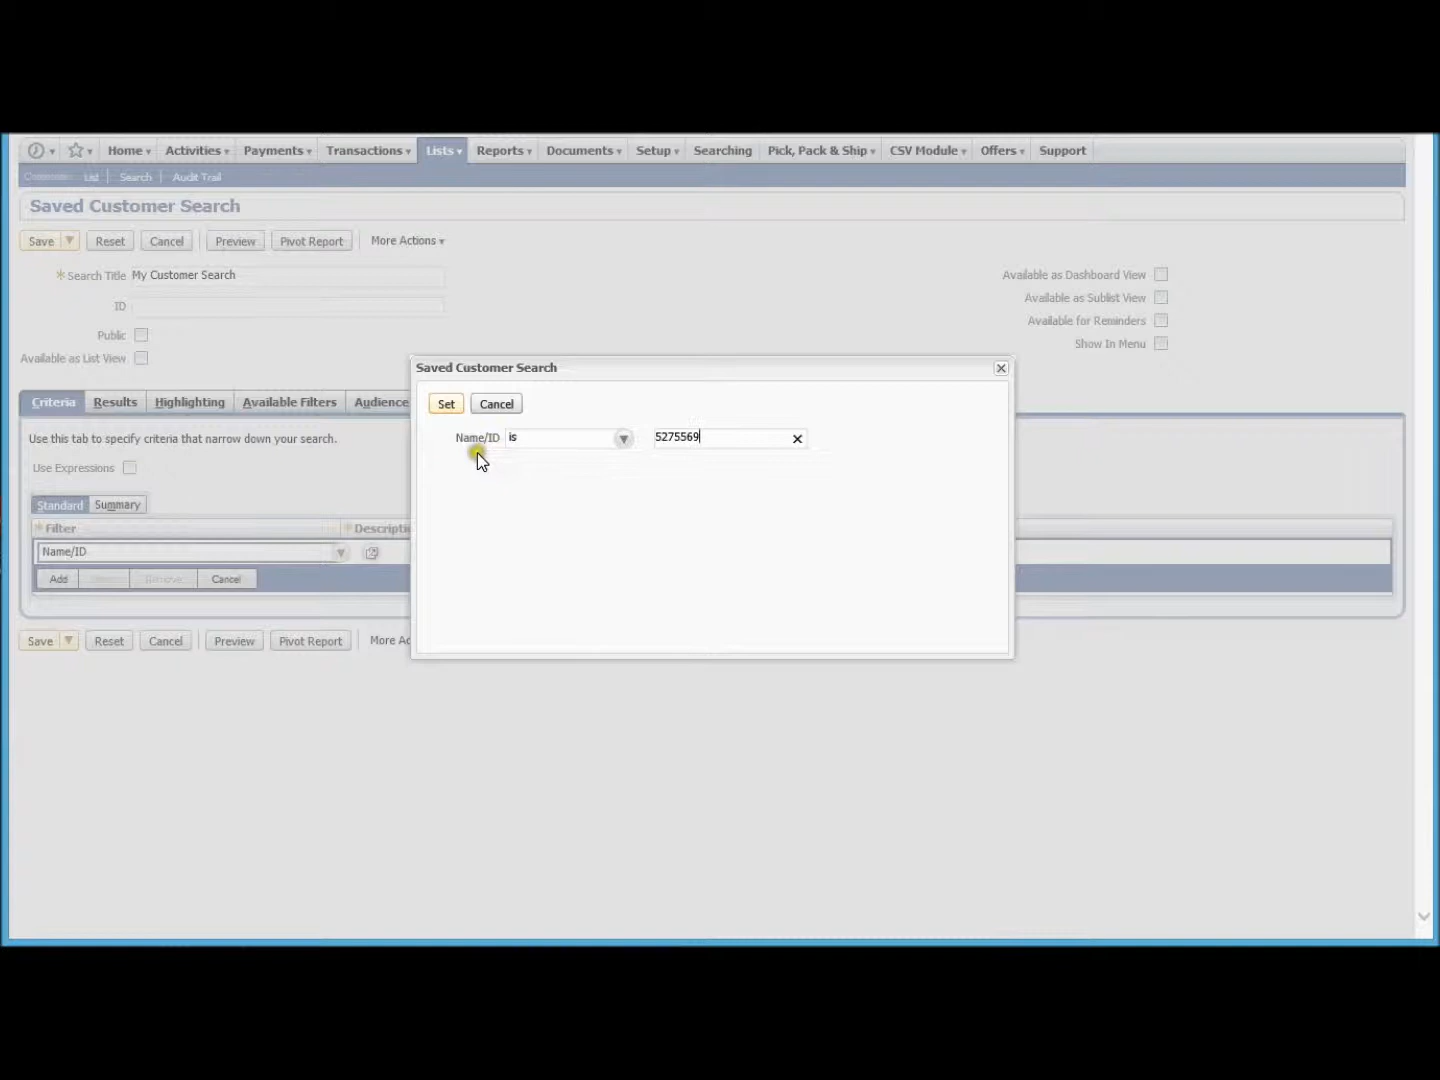 Home Activities Payments Transactions Lists Reports Documents Setup Searching Pick, Pack & Ship CSV Module Offers Support
List Search Audit Trail
Saved Customer Search
Save Reset Cancel Preview Pivot Report More Actions
* Search Title My Customer Search
ID
Public
Available as List View
Available as Dashboard View
Available as Sublist View
Available for Reminders
Show In Menu
Saved Customer Search
Set Cancel
Name/ID is 5275569
Criteria Results Highlighting Available Filters Audience
Use this tab to specify criteria that narrow down your search.
Use Expressions
Standard Summary
* Filter * Descripti
Name/ID
Add Remove Cancel
Save Reset Cancel Preview Pivot Report More Ac